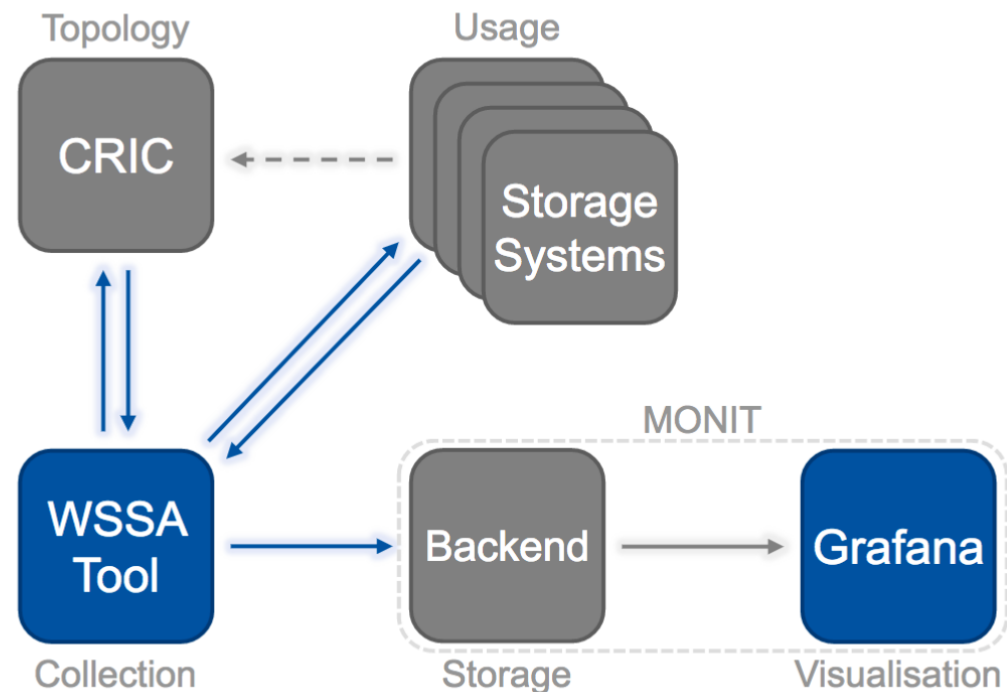 Topology
Usage
CRIC
Storage
Systems
MONIT
WSSA
Tool
Backend
Grafana
Collection
Storage
Visualisation